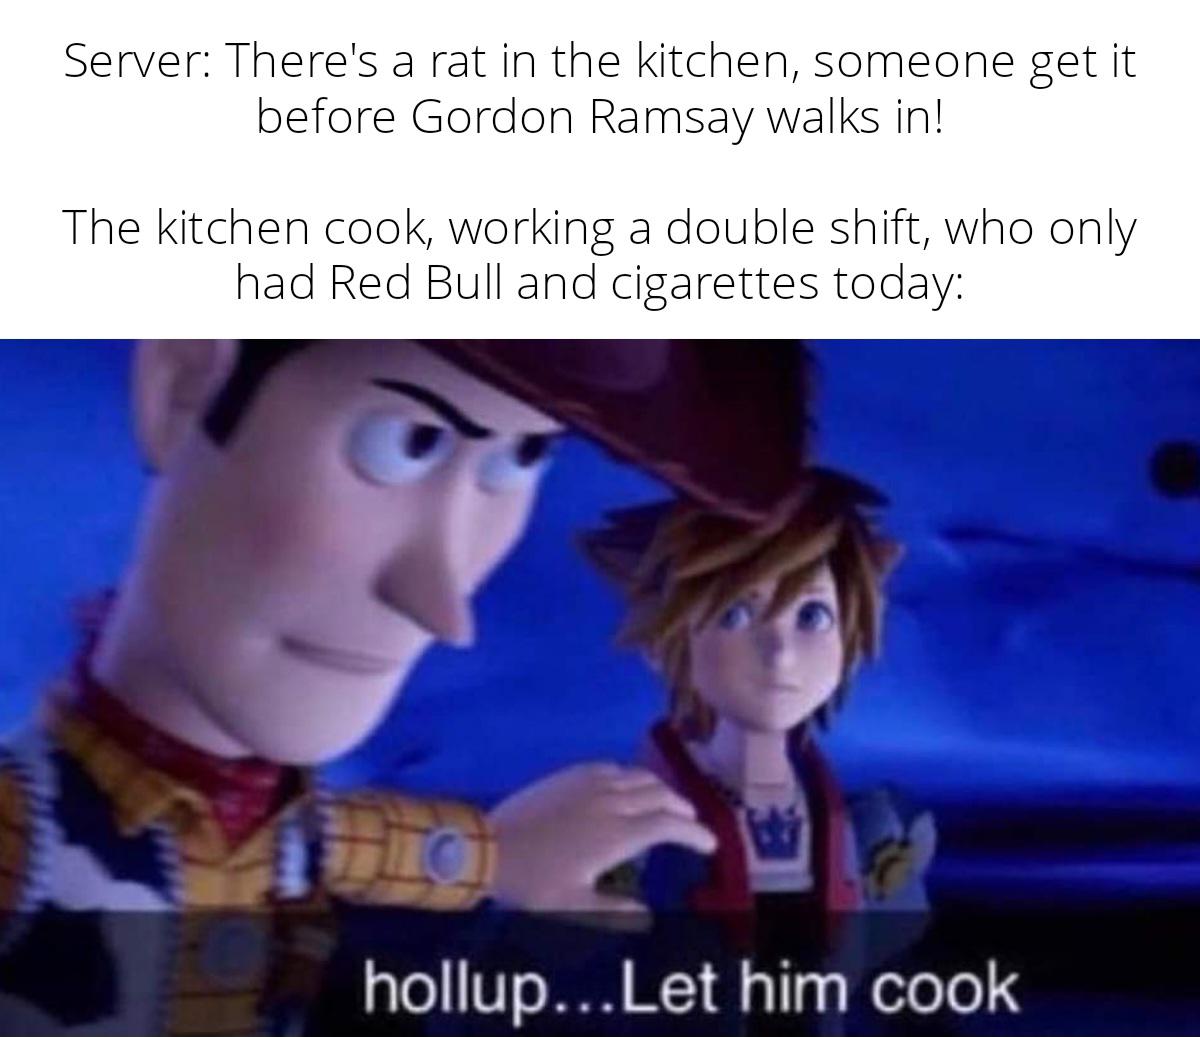 Server: There's a rat in the kitchen, someone get it
before Gordon Ramsay walks in!
The kitchen cook, working a double shift, who only
had Red Bull and cigarettes today:
hollup...Let him cook